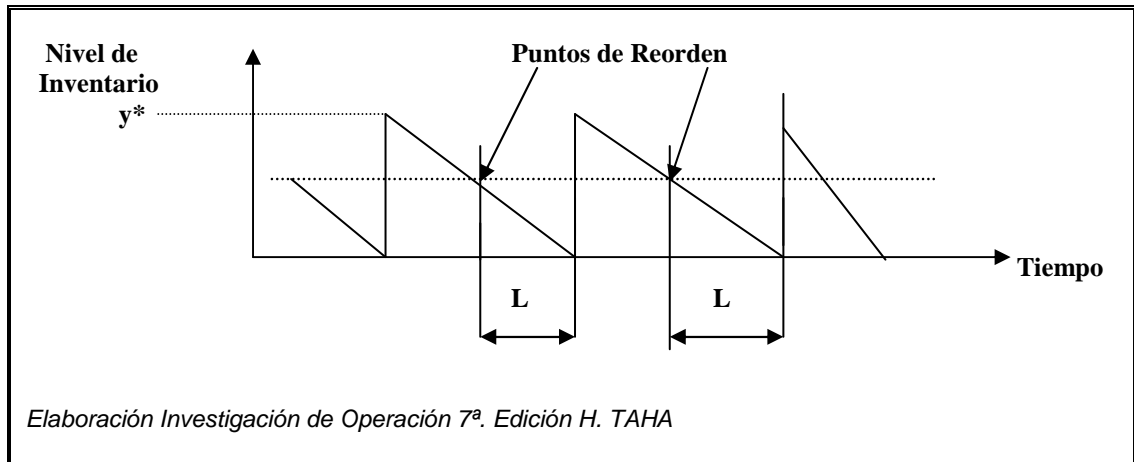 Nivel de
Inventario
y*
Puntos de Reorden
Tiempo
L
L
Elaboración Investigación de Operación 7ª. Edición H. TAHA